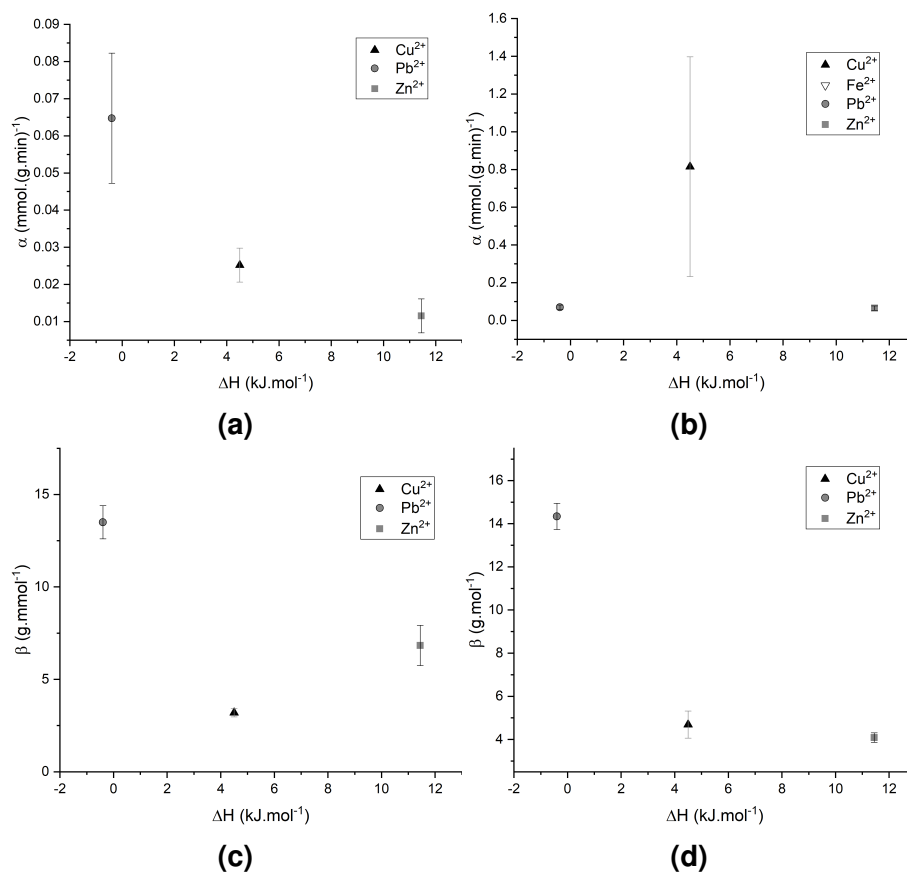 0.09
0.08
0.07
0.06
0.05
0.04
0.03
0.02
0.01
α (mmol.(g.min)⁻¹
Cu²⁺
Pb²⁺
Zn²⁺
-2 0 2 4 6 8 10 12
ΔH (kJ.mol⁻¹)
(a)
1.6
1.4
1.2
1.0
0.8
0.6
0.4
0.2
0.0
α (mmol.(g.min)⁻¹
Cu²⁺
Fe²⁺
Pb²⁺
Zn²⁺
-2 0 2 4 6 8 10 12
ΔH (kJ.mol⁻¹)
(b)
15
10
5
0
β (g.mmol⁻¹)
Cu²⁺
Pb²⁺
Zn²⁺
-2 0 2 4 6 8 10 12
ΔH (kJ.mol⁻¹)
(c)
16
14
12
10
8
6
4
β (g.mol⁻¹)
Cu²⁺
Pb²⁺
Zn²⁺
-2 0 2 4 6 8 10 12
ΔH (kJ.mol⁻¹)
(d)